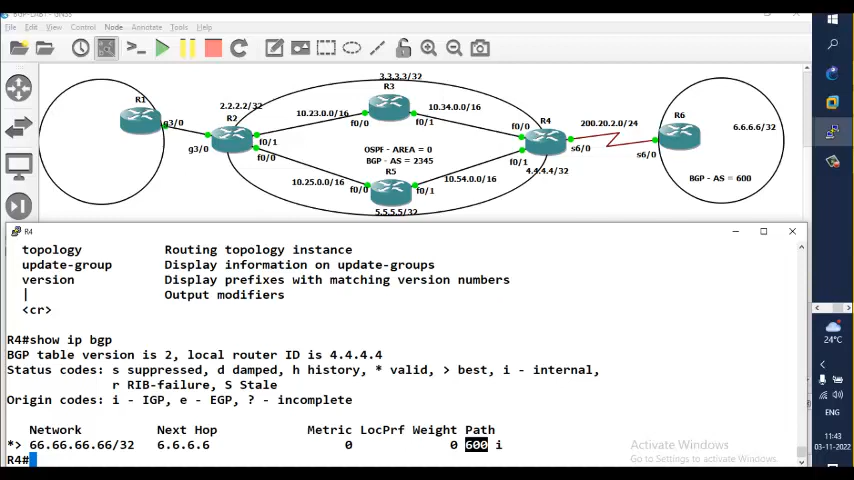 BGP-LAB1 - GNS3
File Edit View Control Node Annotate Tools Help
3.3.3.3/32
R3
R1
g3/0
2.2.2.2/32
R2
10.23.0.0/16
f0/0
10.34.0.0/16
f0/1
R4
f0/0
200.20.2.0/24
R6
6.6.6.6/32
g3/0
f0/1
f0/0
OSPF - AREA = 0
BGP - AS = 2345
s6/0
s6/0
10.25.0.0/16
R5
f0/0
f0/1
10.54.0.0/16
f0/1
4.4.4.4/32
BGP - AS = 600
5.5.5.5/32
R4
topology Routing topology instance
update-group Display information on update-groups
version Display prefixes with matching version numbers
| Output modifiers
<cr>
R4#show ip bgp
BGP table version is 2, local router ID is 4.4.4.4
Status codes: s suppressed, d damped, h history, * valid, > best, i - internal,
r RIB-failure, S Stale
Origin codes: i - IGP, e - EGP, ? - incomplete
Network Next Hop Metric LocPrf Weight Path
*> 66.66.66.66/32 6.6.6.6 0 0 600 i
R4#
Activate Windows
Go to Settings to activate Windows.
24°C
ENG
11:43
03-11-2022